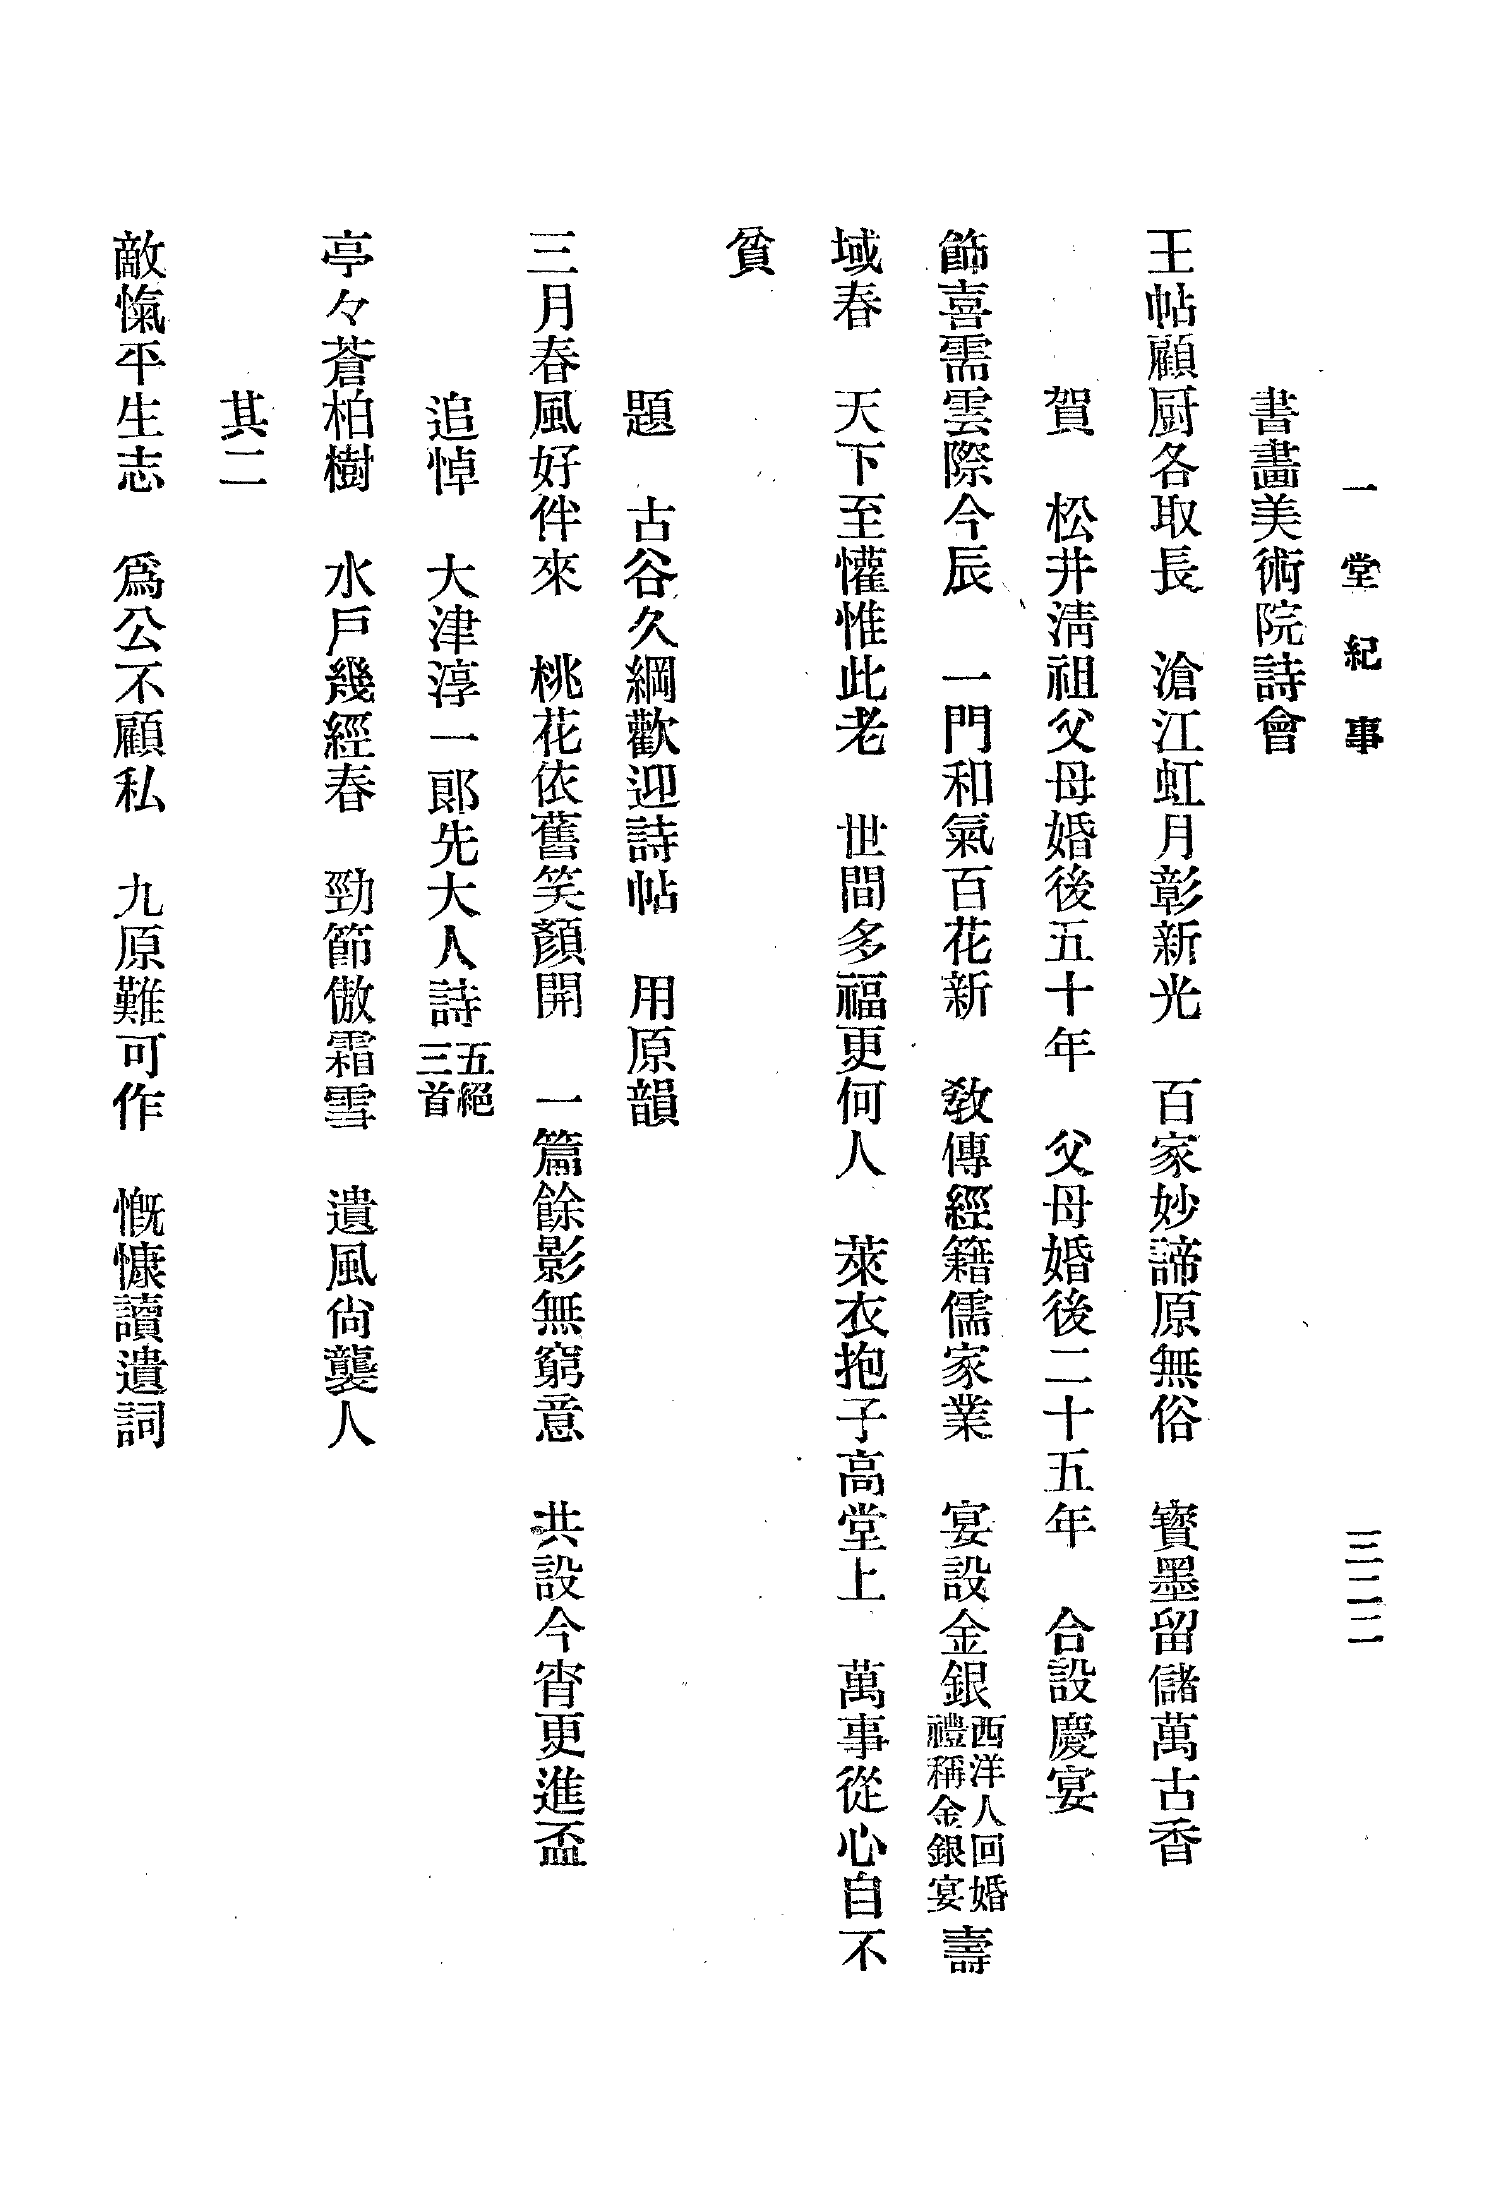 一堂紀事
三二二
書畵美術院詩會
王帖顧厨各取長　滄江虹月彰新光　百家妙諦原無俗　寶墨留儲萬古香
賀　松井淸祖父母婚後五十年　父母婚後二十五年　合設慶宴
節喜需雲際今辰　一門和氣百花新　敎傳經籍儒家業　宴設金銀西洋人回婚禮稱金銀宴壽
域春　天下至懽惟此老　世間多福更何人　萊衣抱子高堂上　萬事從心自不
貧
題　古谷久綱歡迎詩帖　用原韻
三月春風好伴來　桃花依舊笑顏開　一篇餘影無窮意　共設今宵更進盃
追悼　大津淳一郞先大人詩五絕三首
亭々蒼柏樹　水戶幾經春　勁節傲霜雪　遺風尙襲人
其二
敵愾平生志　爲公不顧私　九原難可作　慨慷讀遺詞